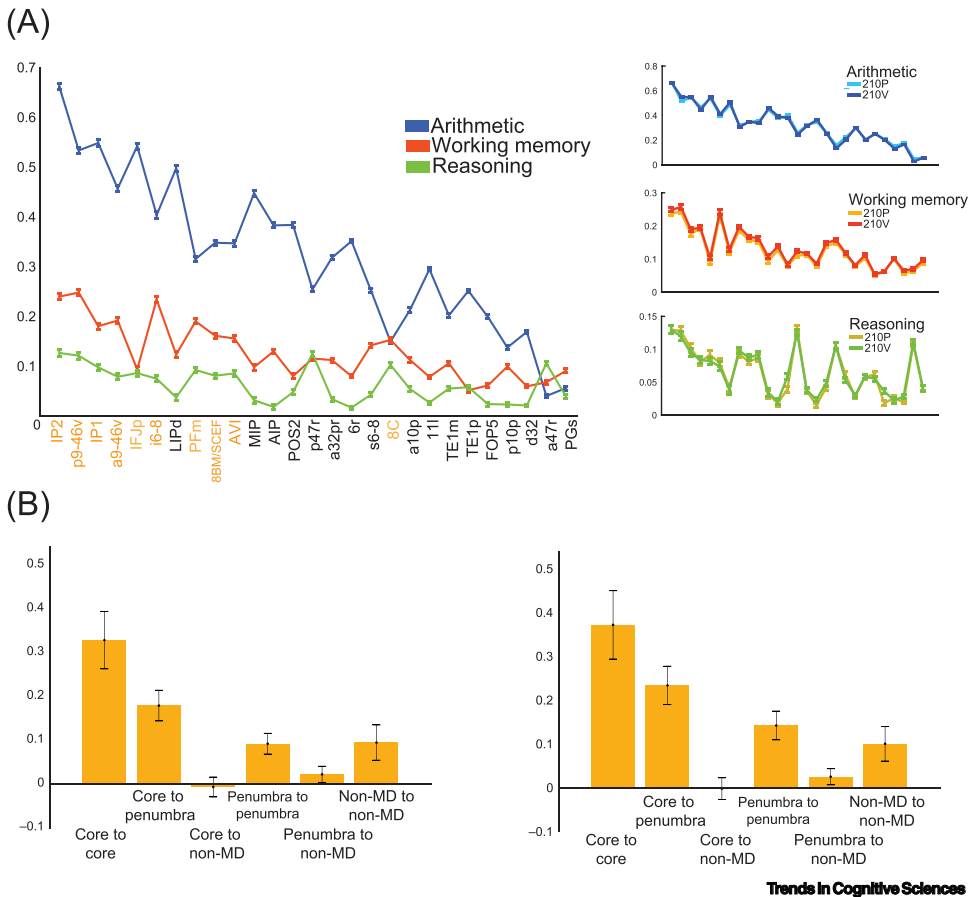 (A)
0.7
0.6
0.5
0.4
0.3
0.2
0.1
0
Arithmetic
Working memory
Reasoning
IP2
p9-46v
IP1
a9-46v
IFJp
i6-8
LIPd
PFm
8BM/SCEF
AVI
MIP
AIP
POS2
p47r
a32pr
6r
s6-8
8C
a10p
11l
TE1m
TE1p
FOP5
p10p
d32
a47r
PGs
0.8
0.6
0.4
0.2
0
Arithmetic
210P
210V
0.3
0.2
0.1
0
Working memory
210P
210V
0.15
0.1
0.05
0
Reasoning
210P
210V
(B)
0.5
0.4
0.3
0.2
0.1
0
–0.1
Core to
core
Core to
penumbra
Core to
non-MD
Penumbra to
penumbra
Penumbra to
non-MD
Non-MD to
non-MD
0.5
0.4
0.3
0.2
0.1
0
–0.1
Core to
core
Core to
penumbra
Core to
non-MD
Penumbra to
penumbra
Penumbra to
non-MD
Non-MD to
non-MD
Trends in Cognitive Sciences